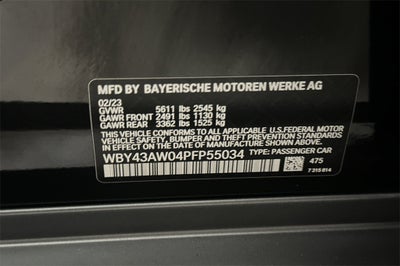 MFD BY BAYERISCHE MOTOREN WERKE AG
02/23
GVWR 5611 lbs 2545 kg
GAWR FRONT 2491 lbs 1130 kg
GAWR REAR 3362 lbs 1525 kg
THIS VEHICLE CONFORMS TO ALL APPLICABLE U.S. FEDERAL MOTOR
VEHICLE SAFETY, BUMPER AND THEFT PREVENTION STANDARDS
IN EFFECT ON THE DATE OF MANUFACTURE SHOWN ABOVE.
WBY43AW04PFP55034 TYPE: PASSENGER CAR
475
7 315 814